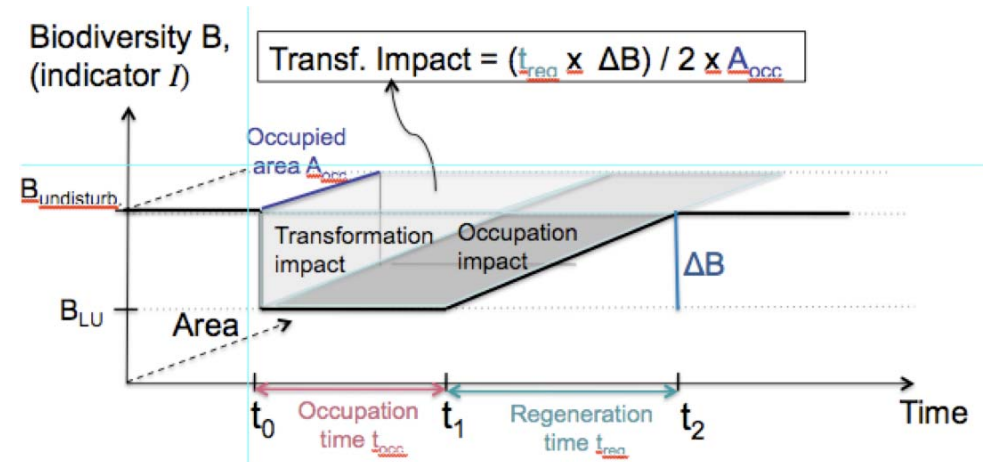 Biodiversity B,
(indicator I)
Transf. Impact = (treg x ΔB) / 2 x Aocc
Occupied
area Aocc
Bundisturb.
Transformation
impact
Occupation
impact
ΔB
BLU
Area
t0
Occupation
time tocc
t1
Regeneration
time treg
t2
Time